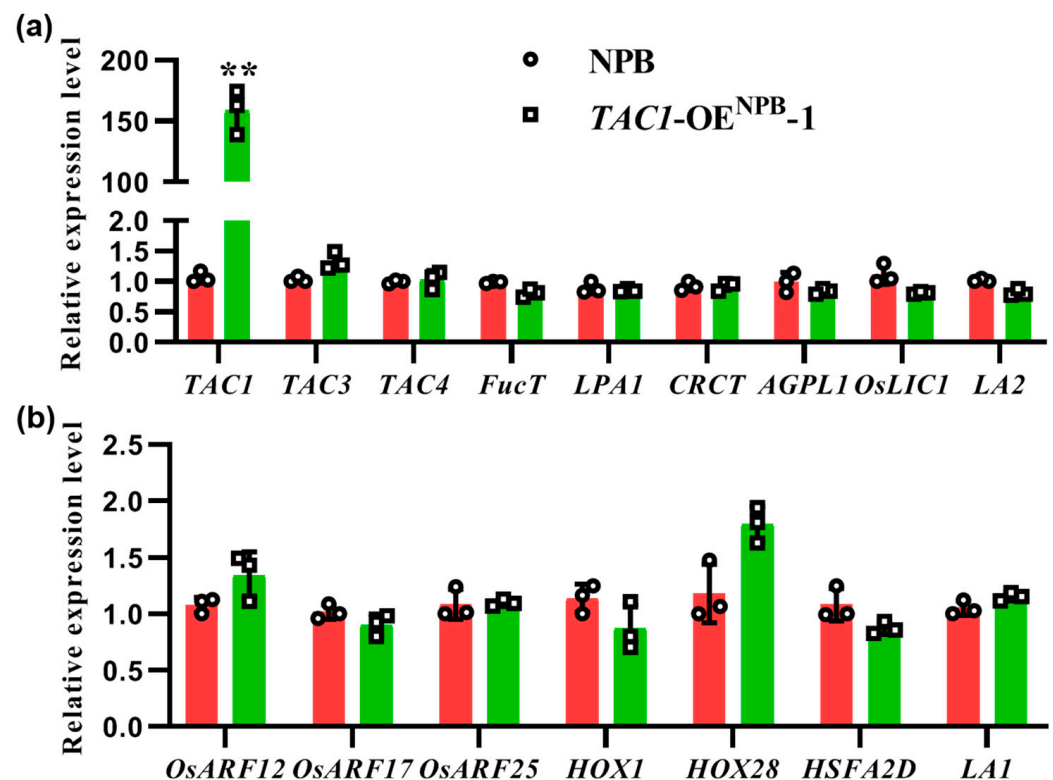 (a)
Relative expression level
200
150
100
2.0
1.5
1.0
0.5
0.0
**
NPB
TAC1-OE^NPB-1
TAC1 TAC3 TAC4 FucT LPA1 CRCT AGPL1 OsLIC1 LA2
(b)
Relative expression level
2.5
2.0
1.5
1.0
0.5
0.0
OsARF12 OsARF17 OsARF25 HOX1 HOX28 HSFA2D LA1